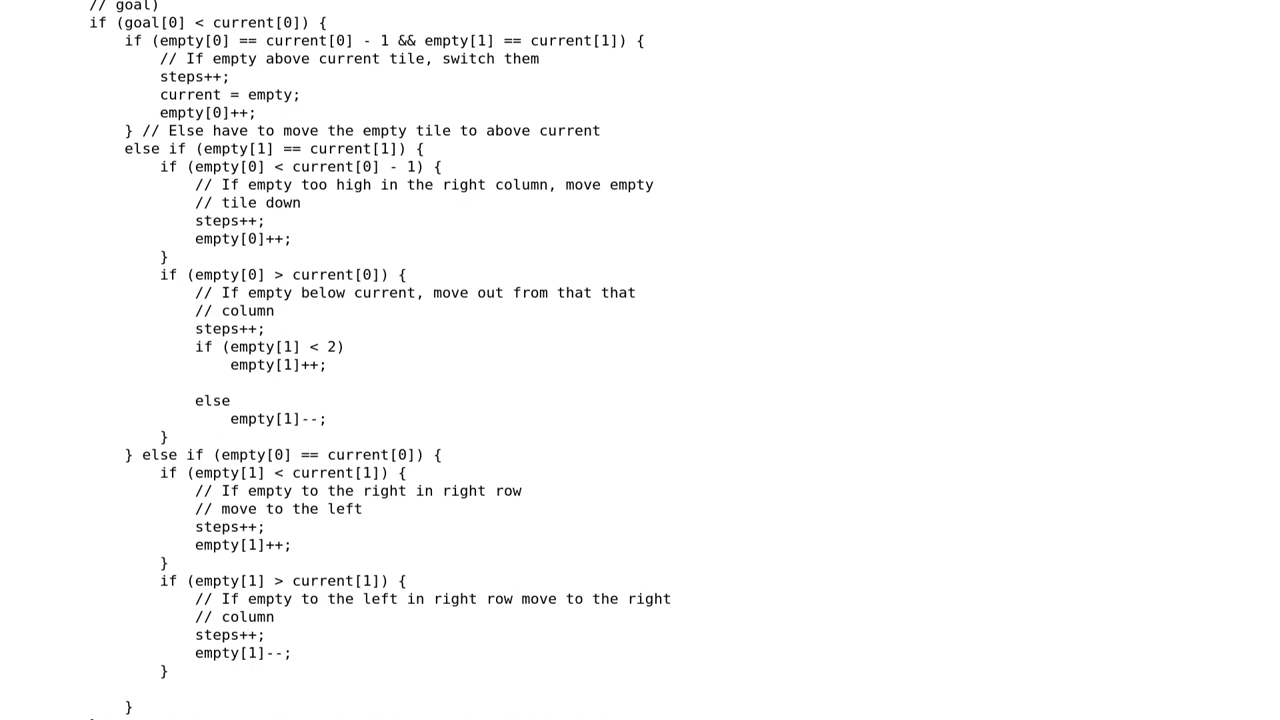 // goal)
if (goal[0] < current[0]) {
if (empty[0] == current[0] - 1 && empty[1] == current[1]) {
// If empty above current tile, switch them
steps++;
current = empty;
empty[0]++;
} // Else have to move the empty tile to above current
else if (empty[1] == current[1]) {
if (empty[0] < current[0] - 1) {
// If empty too high in the right column, move empty
// tile down
steps++;
empty[0]++;
}
if (empty[0] > current[0]) {
// If empty below current, move out from that that
// column
steps++;
if (empty[1] < 2)
empty[1]++;
else
empty[1]--;
}
} else if (empty[0] == current[0]) {
if (empty[1] < current[1]) {
// If empty to the right in right row
// move to the left
steps++;
empty[1]++;
}
if (empty[1] > current[1]) {
// If empty to the left in right row move to the right
// column
steps++;
empty[1]--;
}
}